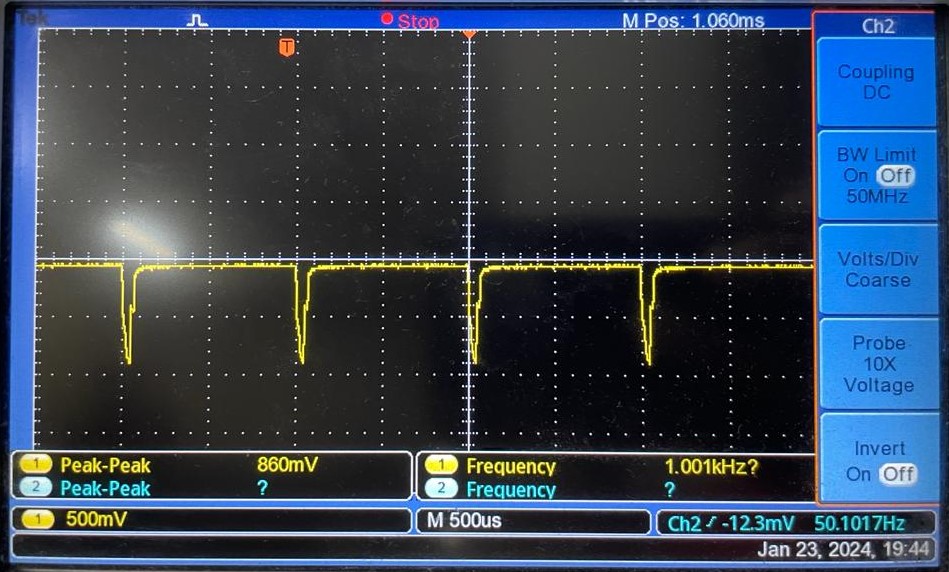 Tek Stop M Pos: 1.060ms Ch2
T
Coupling
DC
BW Limit
On Off
50MHz
Volts/Div
Coarse
Probe
10X
Voltage
Invert
On Off
1 Peak-Peak 860mV 1 Frequency 1.001kHz?
2 Peak-Peak ? 2 Frequency ?
1 500mV M 500us Ch2 -12.3mV 50.1017Hz
Jan 23, 2024, 19:44